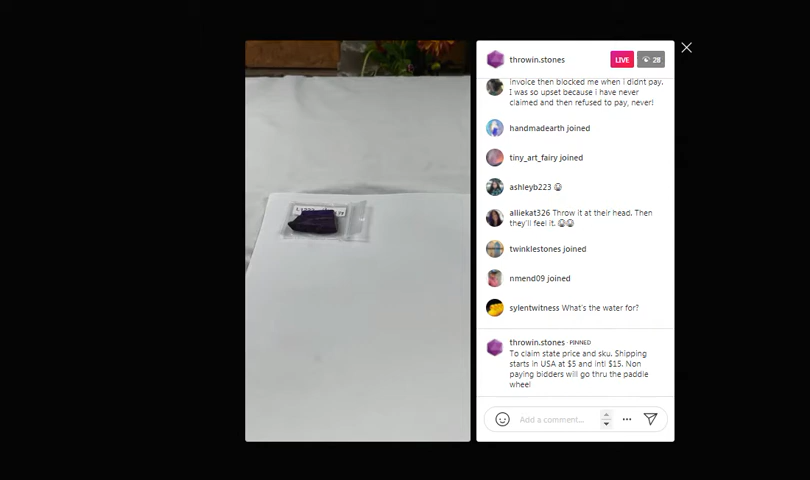 throwin.stones
LIVE
28
Invoice then blocked me when I didnt pay.
I was so upset because i have never
claimed and then refused to pay, never!
handmadearth joined
tiny_art_fairy joined
ashleyb223
alliekat326 Throw it at their head. Then
they'll feel it.
twinklestones joined
nmend09 joined
sylentwitness What's the water for?
throwin.stones · PINNED
To claim state price and sku. Shipping
starts in USA at $5 and intl $15. Non
paying bidders will go thru the paddle
wheel
Add a comment...